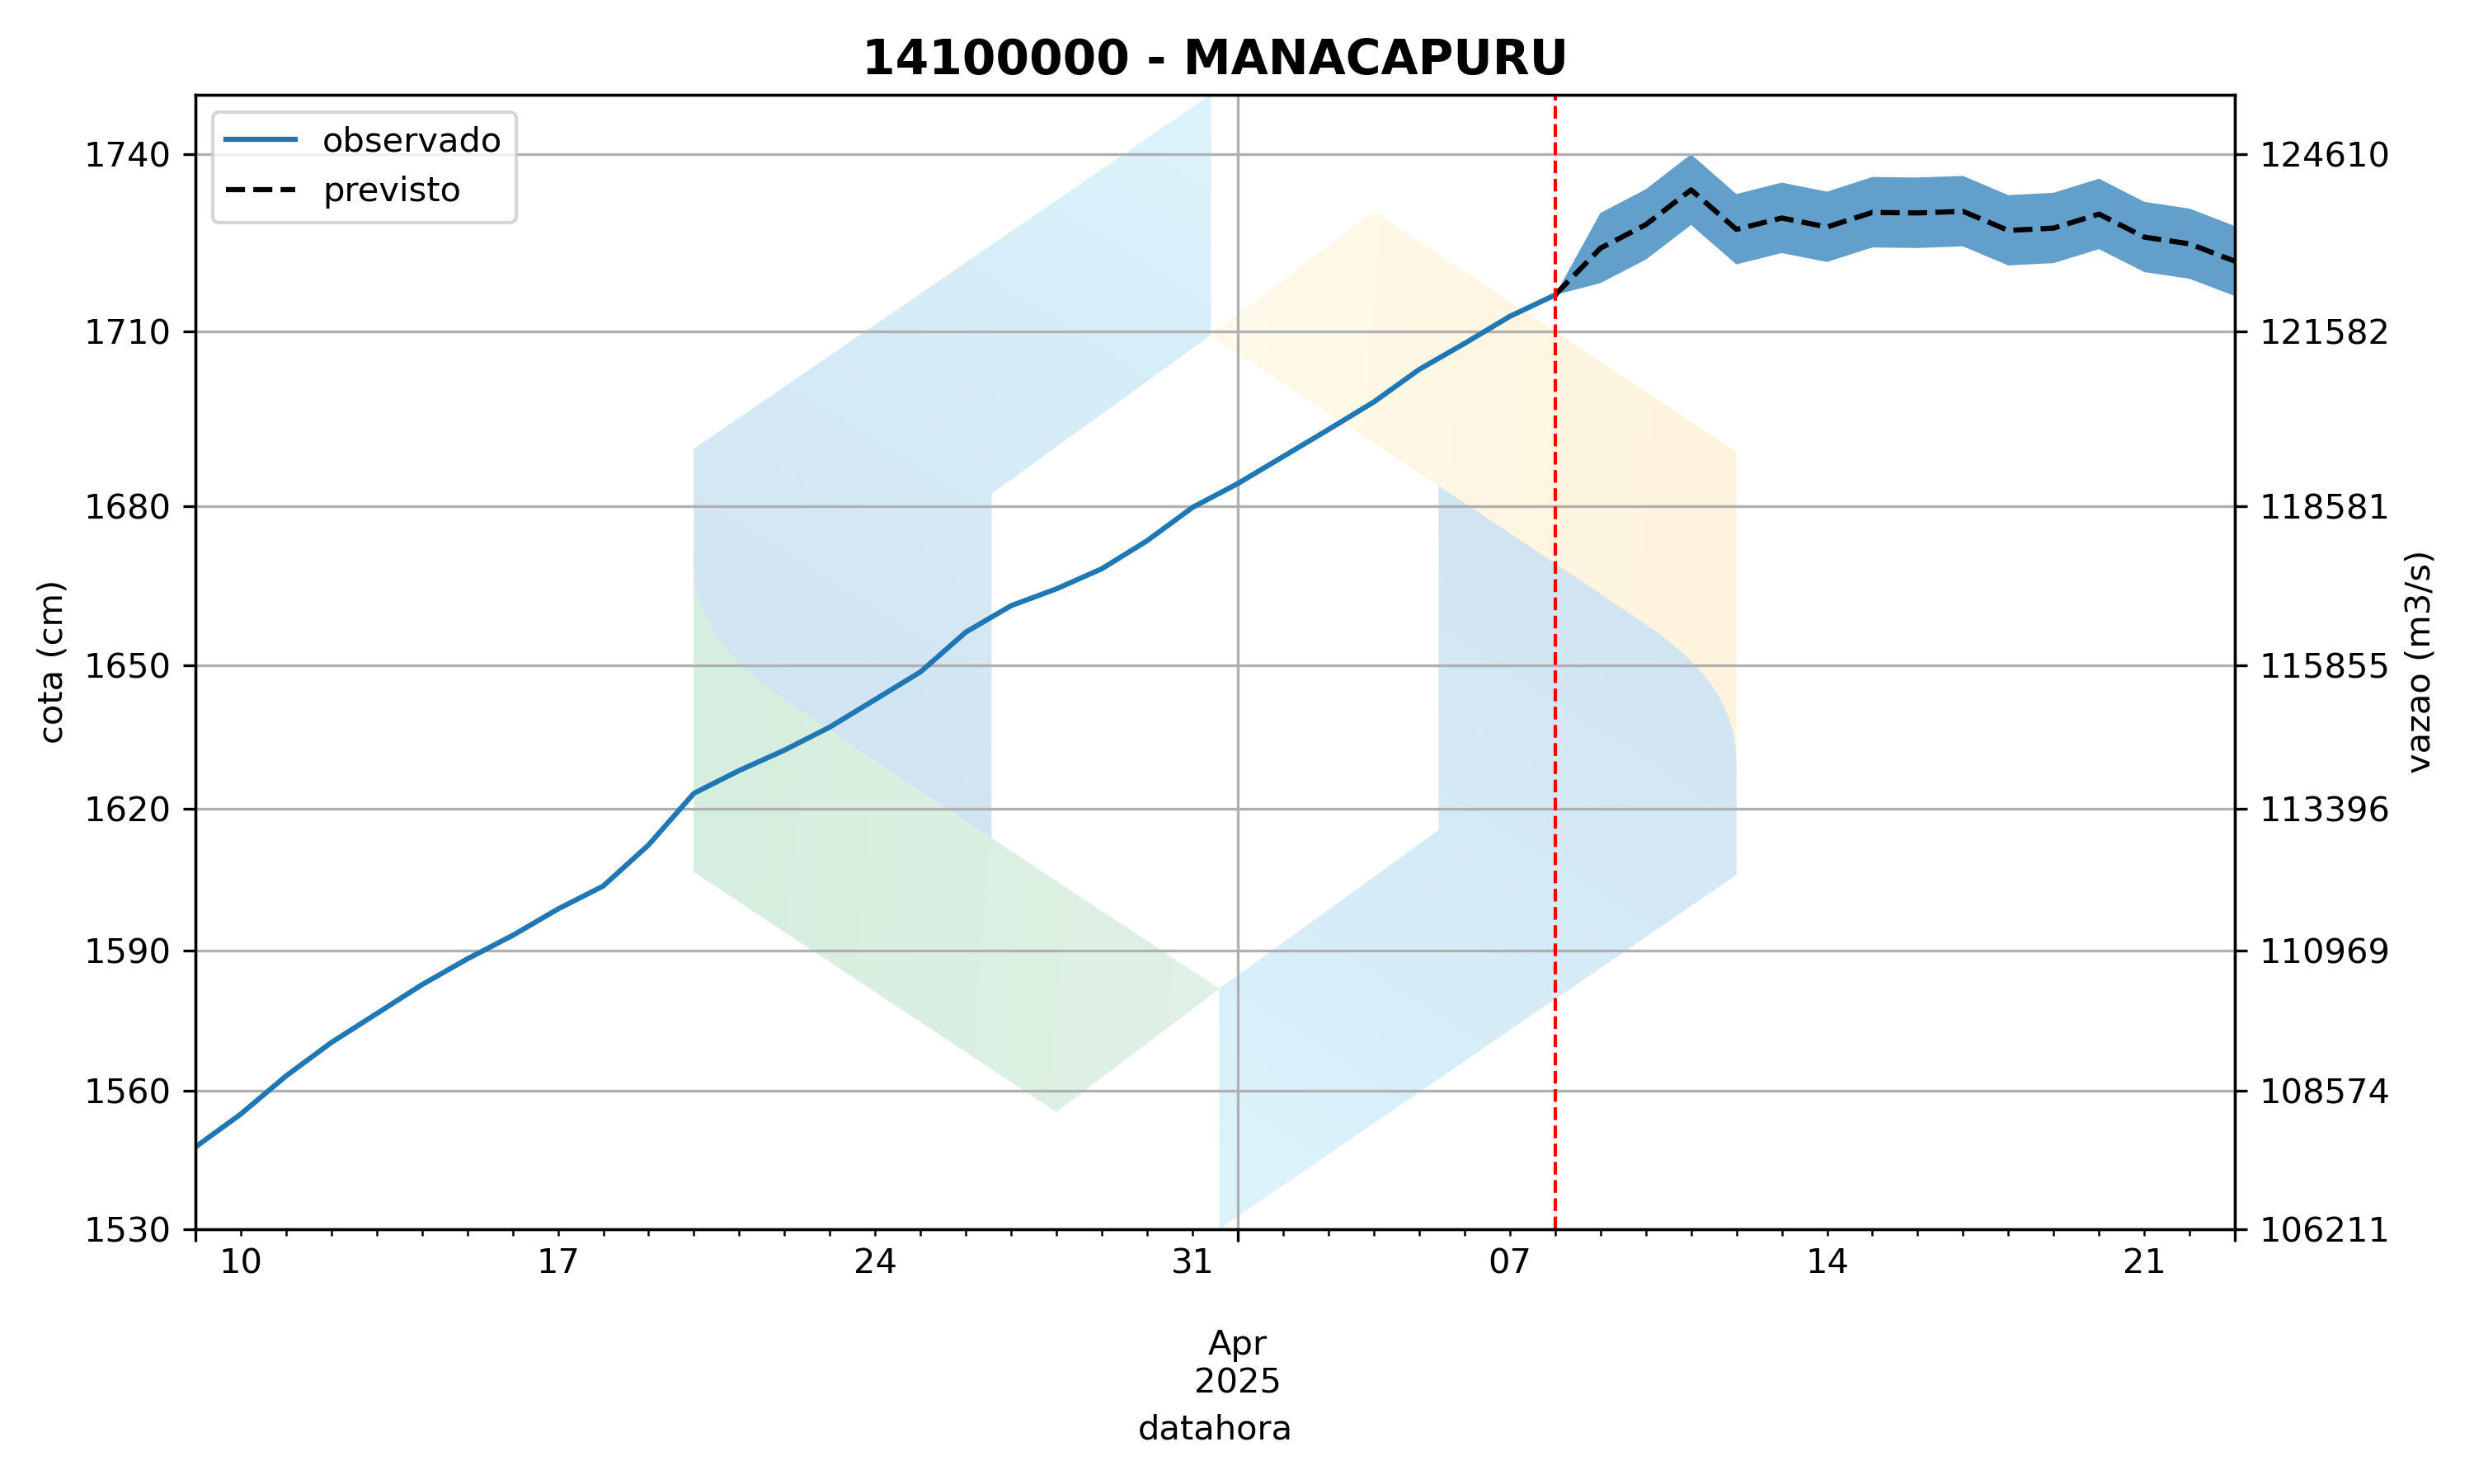 14100000 - MANACAPURU
observado
previsto
1740
1710
1680
1650
1620
1590
1560
1530
cota (cm)
124610
121582
118581
115855
113396
110969
108574
106211
vazao (m3/s)
10 17 24 31 07 14 21
Apr
2025
datahora